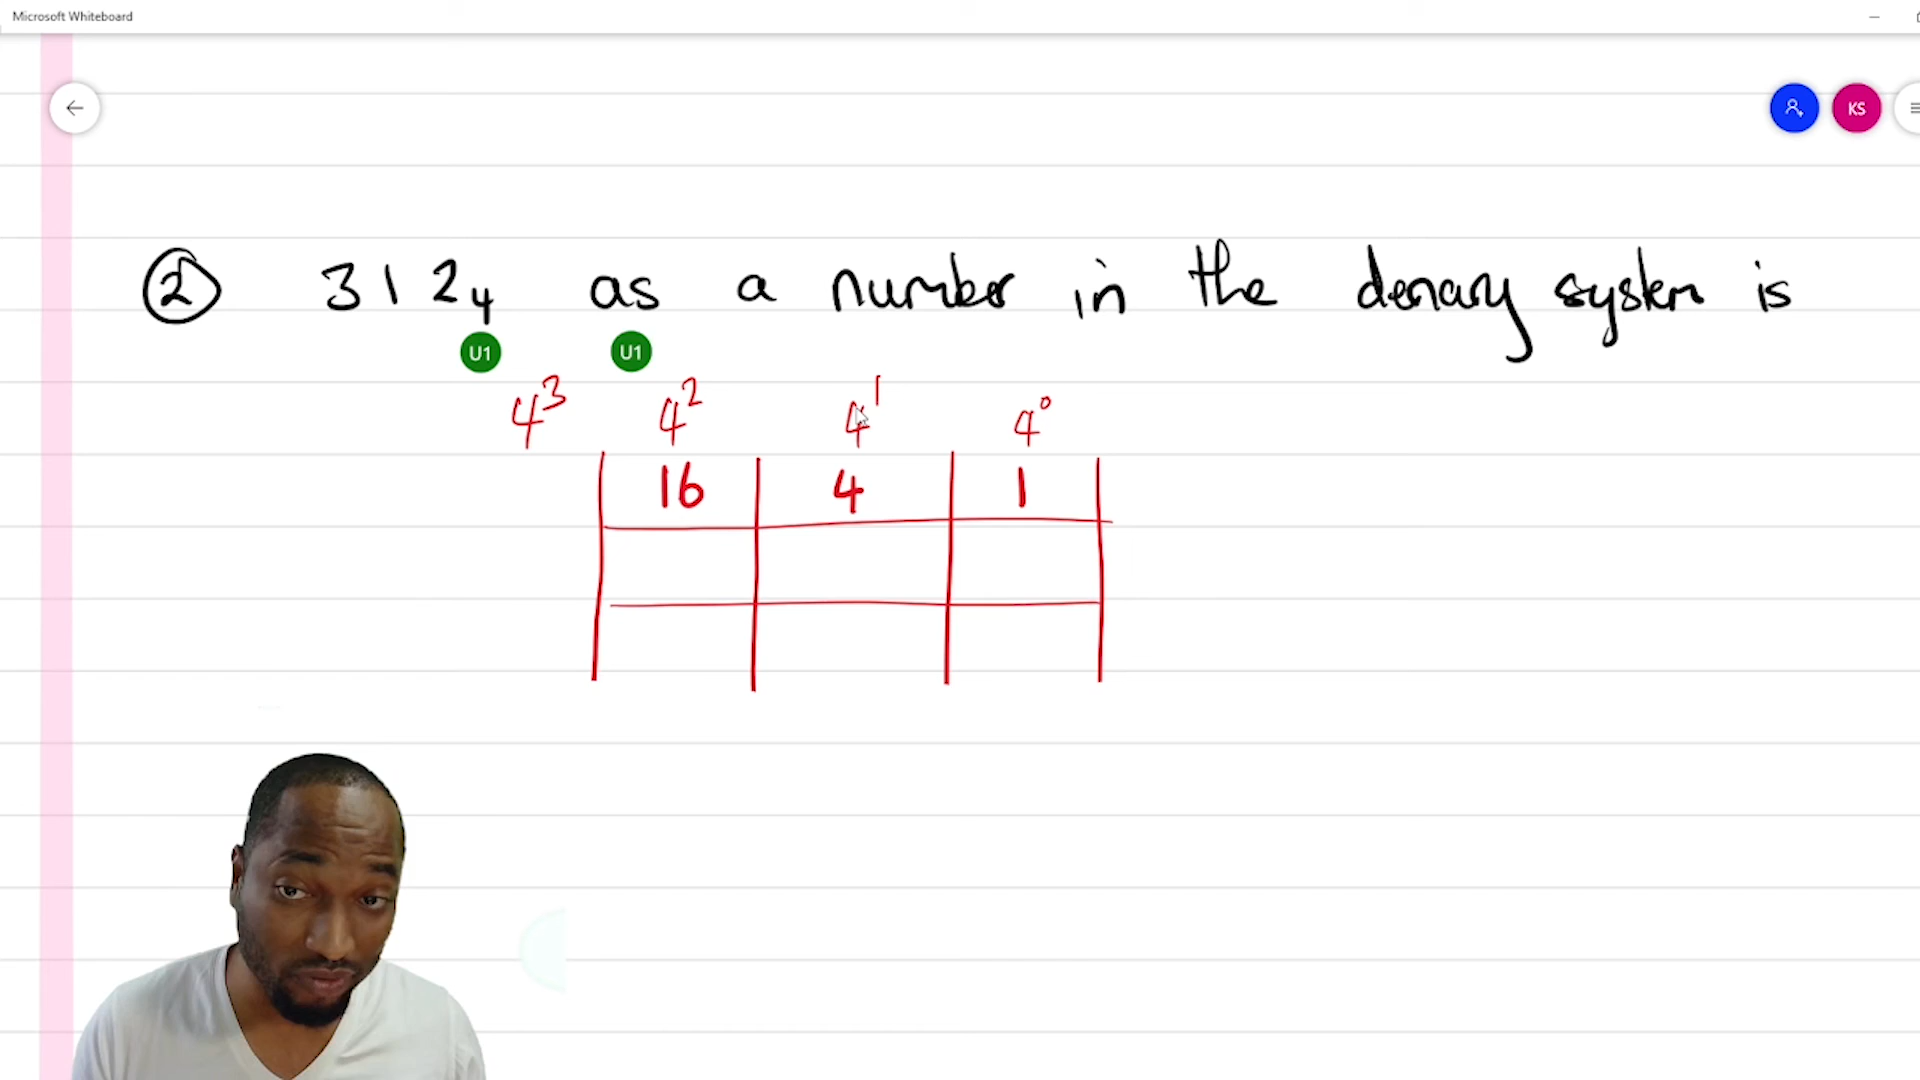 Microsoft Whiteboard
KS
② 312₄ as a number in the denary system is
U1 U1
4³ 4² 4¹ 4⁰
16 4 1